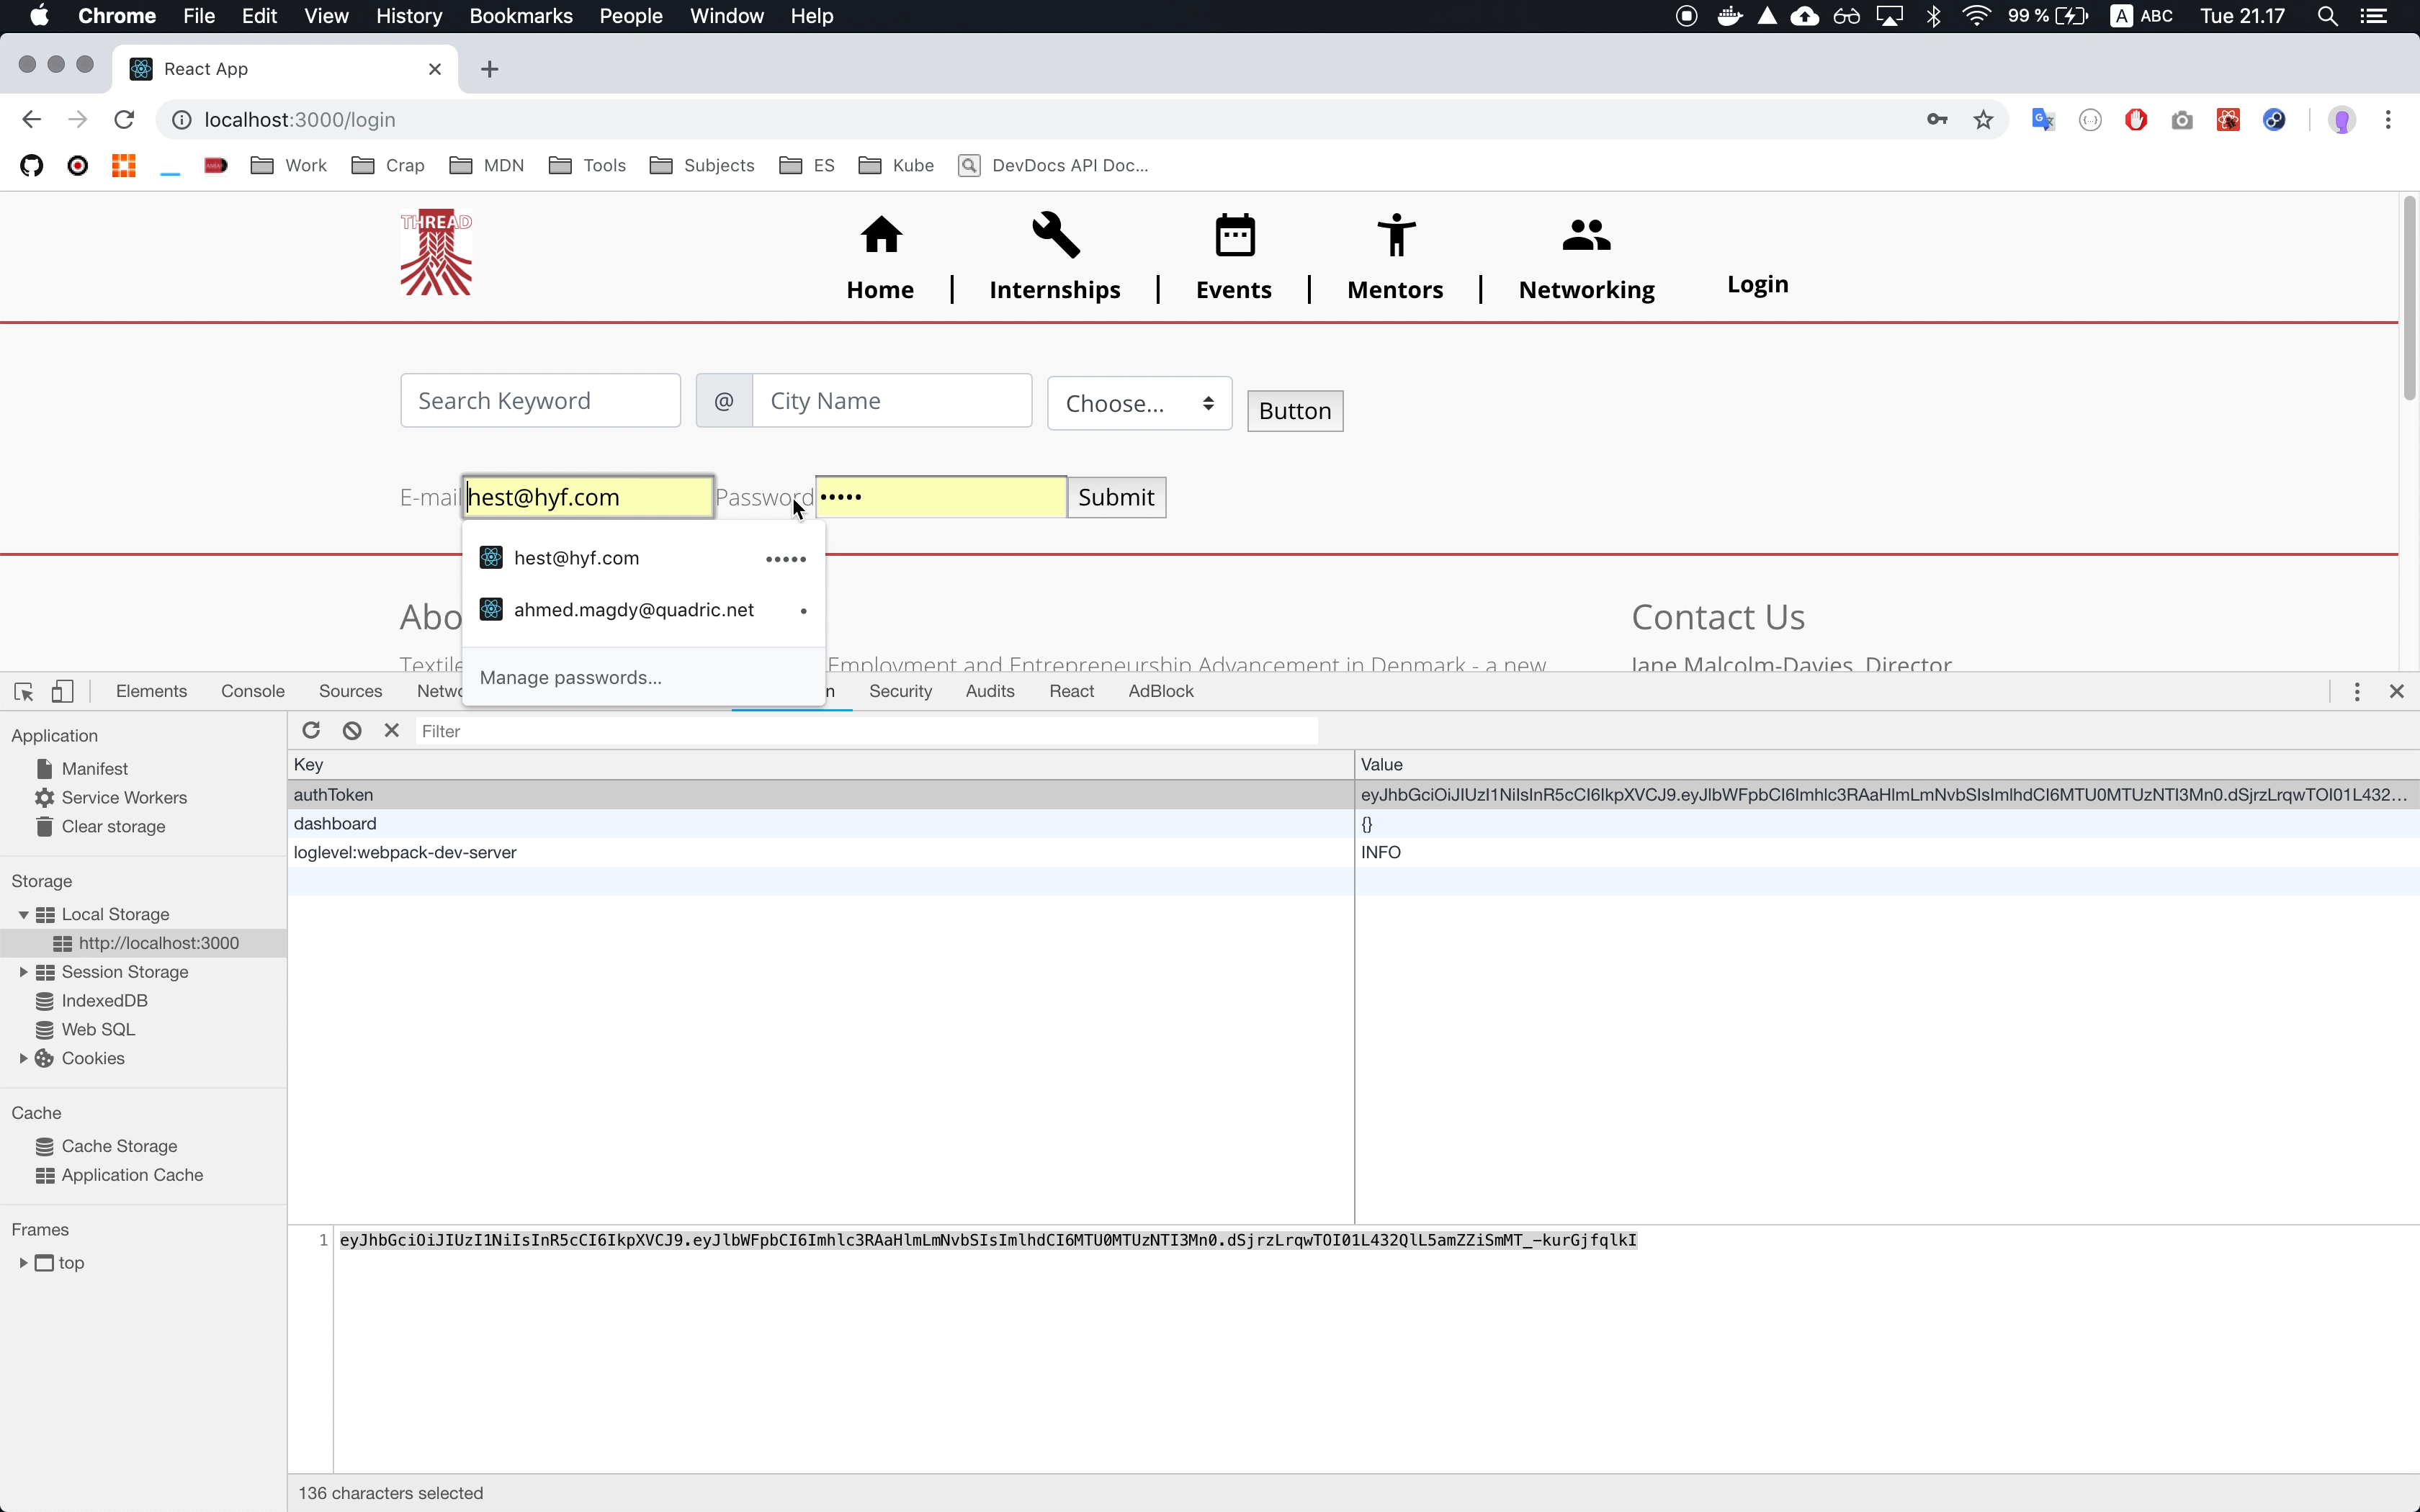 Chrome File Edit View History Bookmarks People Window Help 99 % A ABC Tue 21.17
React App
localhost:3000/login
Work Crap MDN Tools Subjects ES Kube DevDocs API Doc...
THREAD
Home Internships Events Mentors Networking Login
Search Keyword @ City Name Choose... Button
E-mail hest@hyf.com Password ••••• Submit
hest@hyf.com •••••
ahmed.magdy@quadric.net •
Manage passwords...
Abo Contact Us
Textile Employment and Entrepreneurship Advancement in Denmark - a new Jane Malcolm-Davies, Director
Elements Console Sources Netwo n Security Audits React AdBlock
Application
Manifest
Service Workers
Clear storage
Storage
Local Storage
http://localhost:3000
Session Storage
IndexedDB
Web SQL
Cookies
Cache
Cache Storage
Application Cache
Frames
top
Filter
Key Value
authToken eyJhbGciOiJIUzI1NiIsInR5cCI6IkpXVCJ9.eyJlbWFpbCI6Imhlc3RAaHlmLmNvbSIsImlhdCI6MTU0MTUzNTI3Mn0.dSjrzLrqwTOI01L432...
dashboard {}
loglevel:webpack-dev-server INFO
1 eyJhbGciOiJIUzI1NiIsInR5cCI6IkpXVCJ9.eyJlbWFpbCI6Imhlc3RAaHlmLmNvbSIsImlhdCI6MTU0MTUzNTI3Mn0.dSjrzLrqwTOI01L432QlL5amZZiSmMT_-kurGjfqlkI
136 characters selected